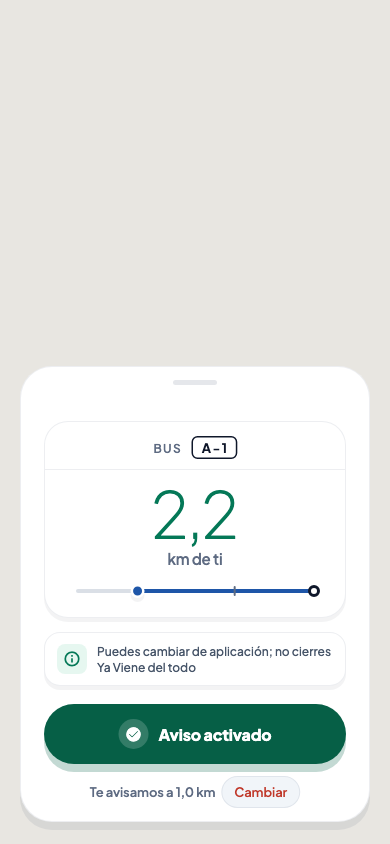 BUS A-1
2,2
km de ti
Puedes cambiar de aplicación; no cierres
Ya Viene del todo
Aviso activado
Te avisamos a 1,0 km Cambiar